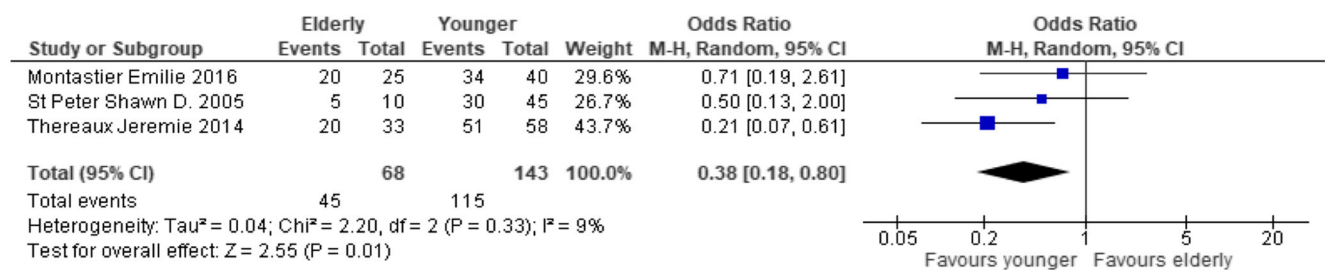 Elderly Younger Odds Ratio Odds Ratio
Study or Subgroup Events Total Events Total Weight M-H, Random, 95% CI M-H, Random, 95% CI
Montastier Emilie 2016 20 25 34 40 29.6% 0.71 [0.19, 2.61]
St Peter Shawn D. 2005 5 10 30 45 26.7% 0.50 [0.13, 2.00]
Thereaux Jeremie 2014 20 33 51 58 43.7% 0.21 [0.07, 0.61]
Total (95% CI) 68 143 100.0% 0.38 [0.18, 0.80]
Total events 45 115
Heterogeneity: Tau² = 0.04; Chi² = 2.20, df = 2 (P = 0.33); I² = 9%
Test for overall effect: Z = 2.55 (P = 0.01)
0.05 0.2 1 5 20
Favours younger Favours elderly